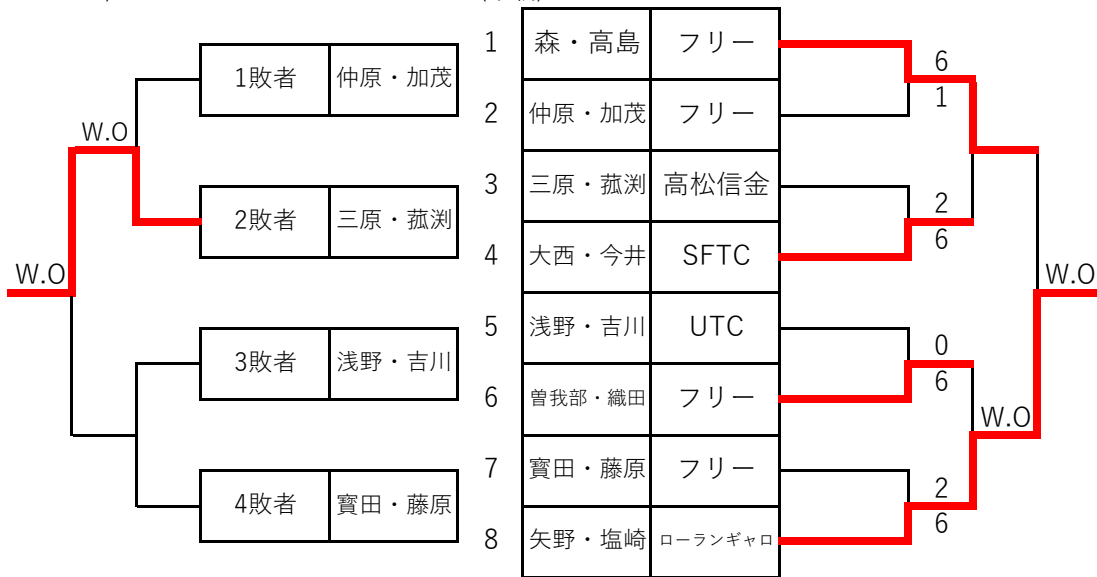 1 森・高島 フリー
6
1敗者 仲原・加茂
1
2 仲原・加茂 フリー
W.O
3 三原・菰渕 高松信金
2
2敗者 三原・菰渕
6
4 大西・今井 SFTC
W.O
W.O
5 浅野・吉川 UTC
0
3敗者 浅野・吉川
6
6 曽我部・織田 フリー
W.O
7 寳田・藤原 フリー
2
4敗者 寳田・藤原
6
8 矢野・塩崎 ローランギャロ